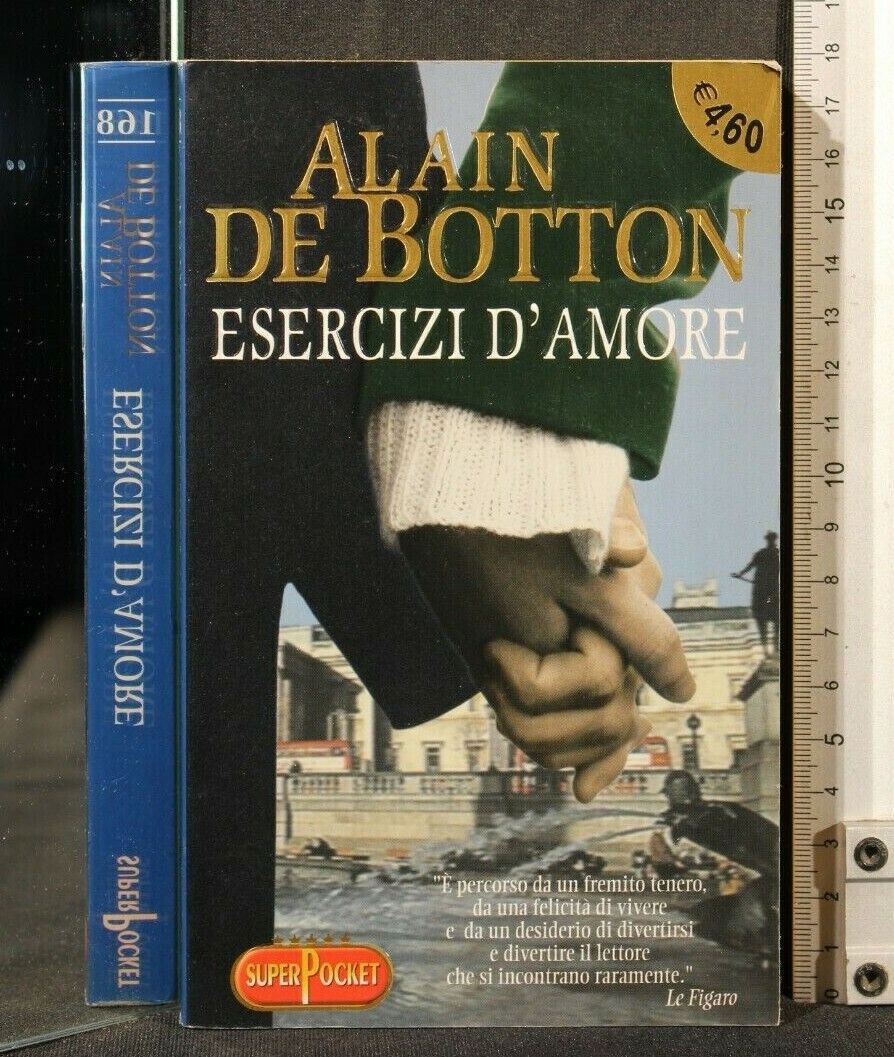 €4,60
ALAIN
DE BOTTON
ESERCIZI D'AMORE
"È percorso da un fremito tenero,
da una felicità di vivere
e da un desiderio di divertirsi
e divertire il lettore
che si incontrano raramente."
Le Figaro
SUPERPOCKET
168
ALAIN
DE BOTTON
ESERCIZI D'AMORE
SUPERPOCKET
18
17
16
15
14
13
12
11
10
9
8
7
6
5
4
3
2
1
0